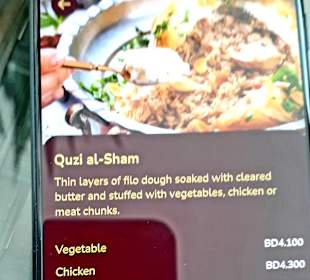 Quzi al-Sham
Thin layers of filo dough soaked with cleared
butter and stuffed with vegetables, chicken or
meat chunks.
Vegetable BD4.100
Chicken BD4.300